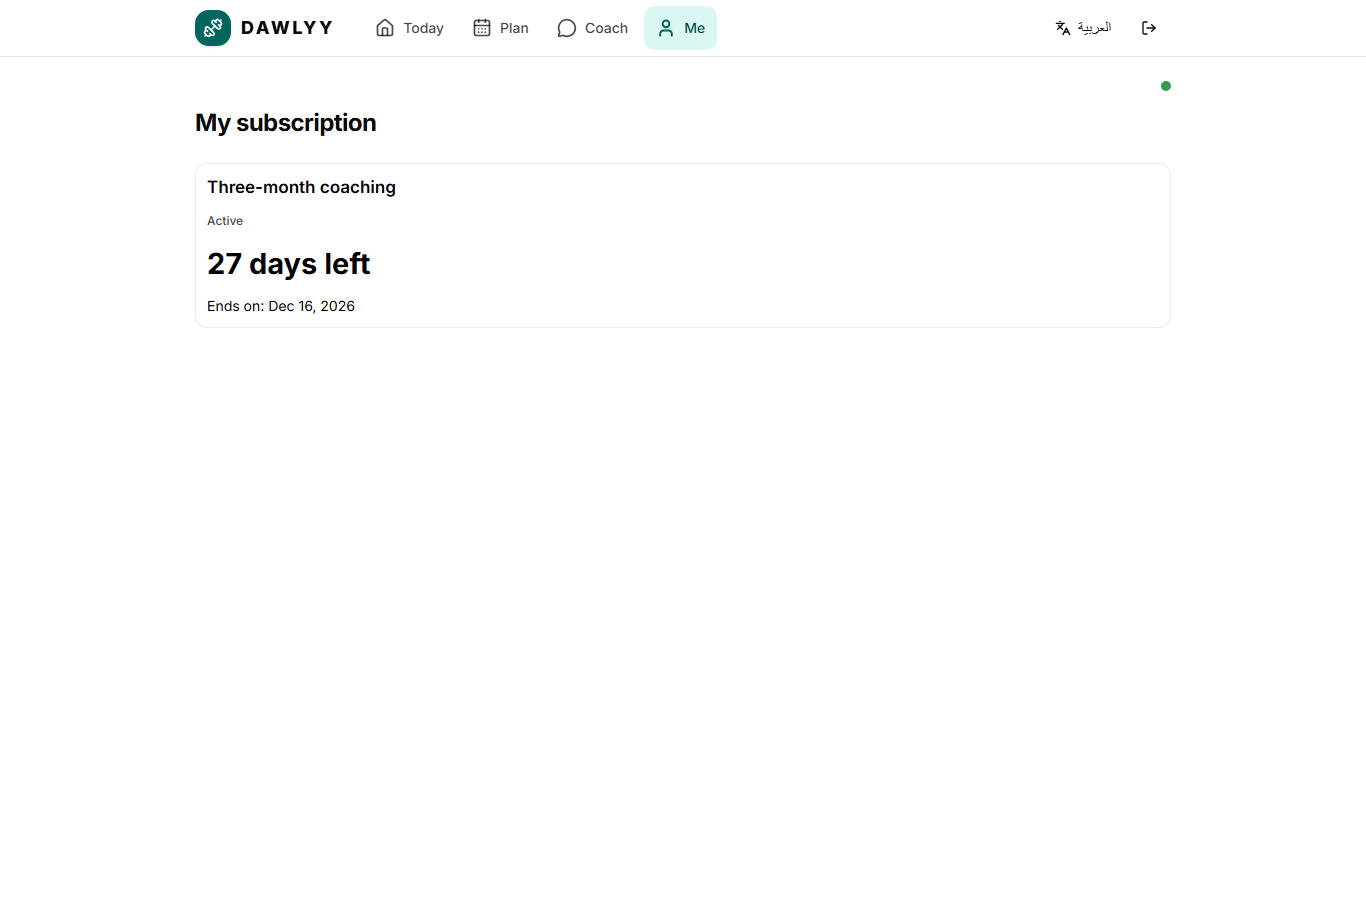 DAWLYY
Today
Plan
Coach
Me
العربية
My subscription
Three-month coaching
Active
27 days left
Ends on: Dec 16, 2026